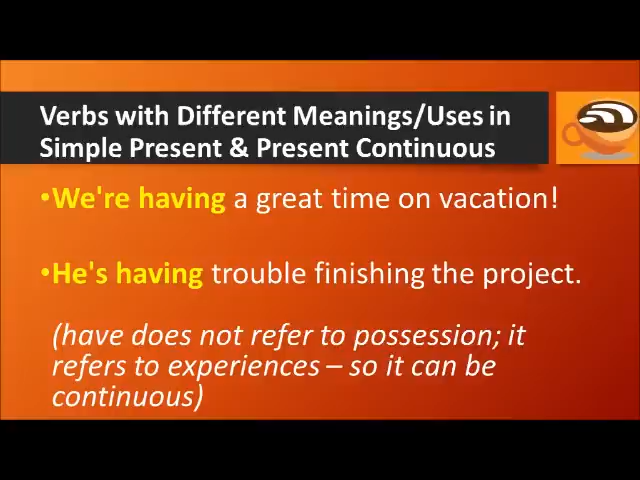 Verbs with Different Meanings/Uses in
Simple Present & Present Continuous
•We're having a great time on vacation!
•He's having trouble finishing the project.
(have does not refer to possession; it
refers to experiences – so it can be
continuous)